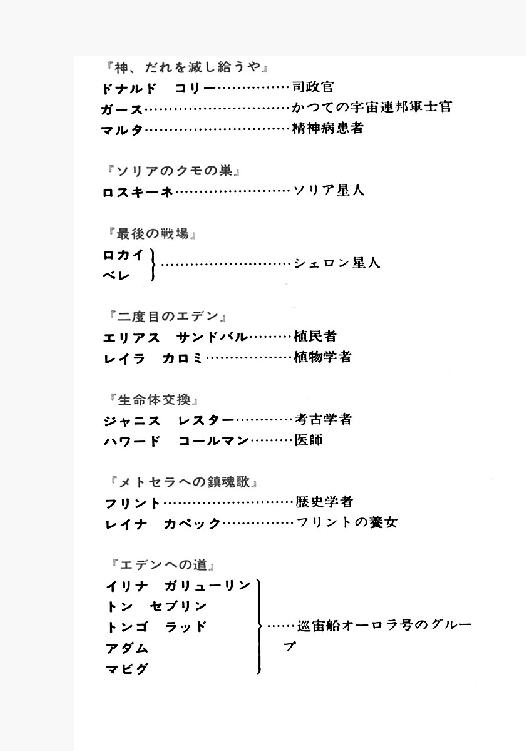 『神、だれを滅し給うや』
ドナルド　コリー……………司政官
ガース………………………かつての宇宙連邦軍士官
マルタ………………………精神病患者
『ソリアのクモの巣』
ロスキーネ…………………ソリア星人
『最後の戦場』
ロカイ
ベレ
………………………シェロン星人
『二度目のエデン』
エリアス　サンドバル………植民者
レイラ　カロミ………………植物学者
『生命体交換』
ジャニス　レスター…………考古学者
ハワード　コールマン………医師
『メトセラへの鎮魂歌』
フリント………………………歴史学者
レイナ　カペック……………フリントの養女
『エデンへの道』
イリナ　ガリューリン
トン　セブリン
トンゴ　ラッド
アダム
マビグ
……巡宙船オーロラ号のグルー
プ